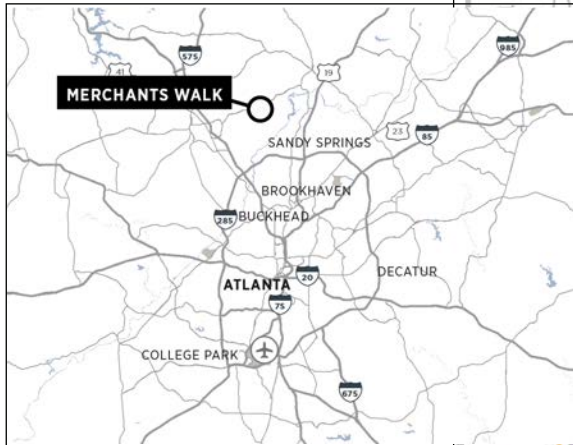 575
985
41
19
MERCHANTS WALK
23
85
SANDY SPRINGS
BROOKHAVEN
285
BUCKHEAD
20
DECATUR
ATLANTA
75
COLLEGE PARK
675